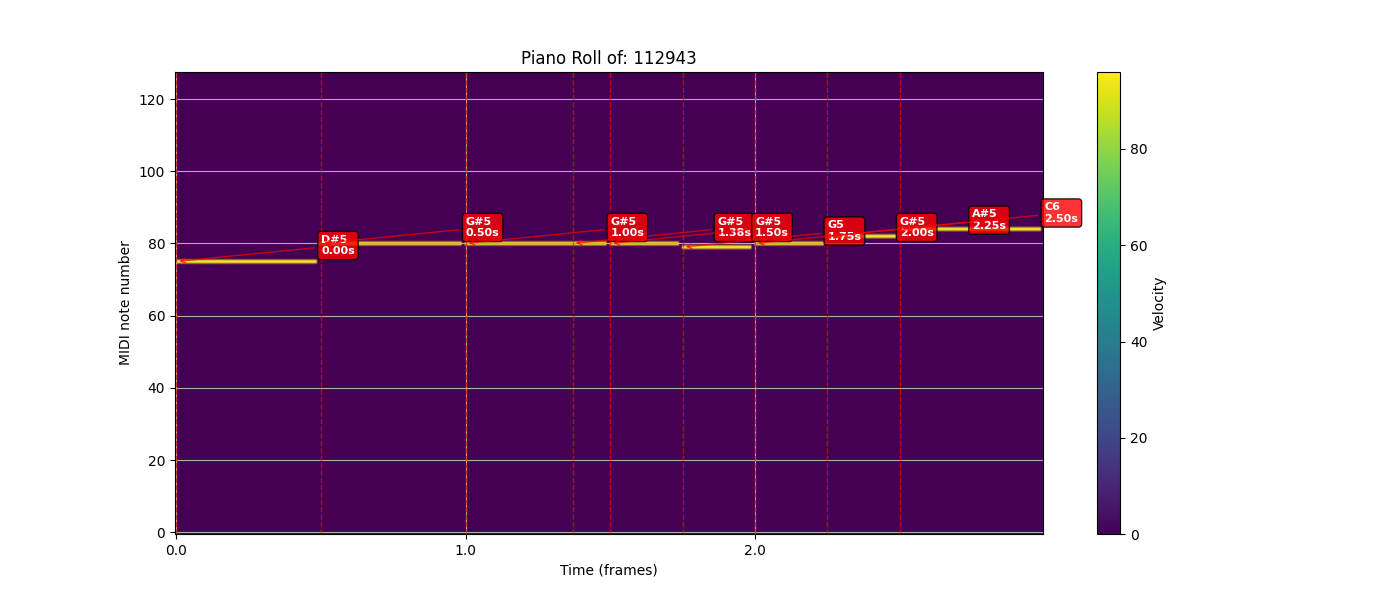 Piano Roll of: 112943
MIDI note number
120
100
80
60
40
20
0
D#5
0.00s
G#5
0.50s
G#5
1.00s
G#5
1.38s
G#5
1.50s
G5
1.75s
G#5
2.00s
A#5
2.25s
C6
2.50s
0.0
1.0
2.0
Time (frames)
80
60
40
20
0
Velocity